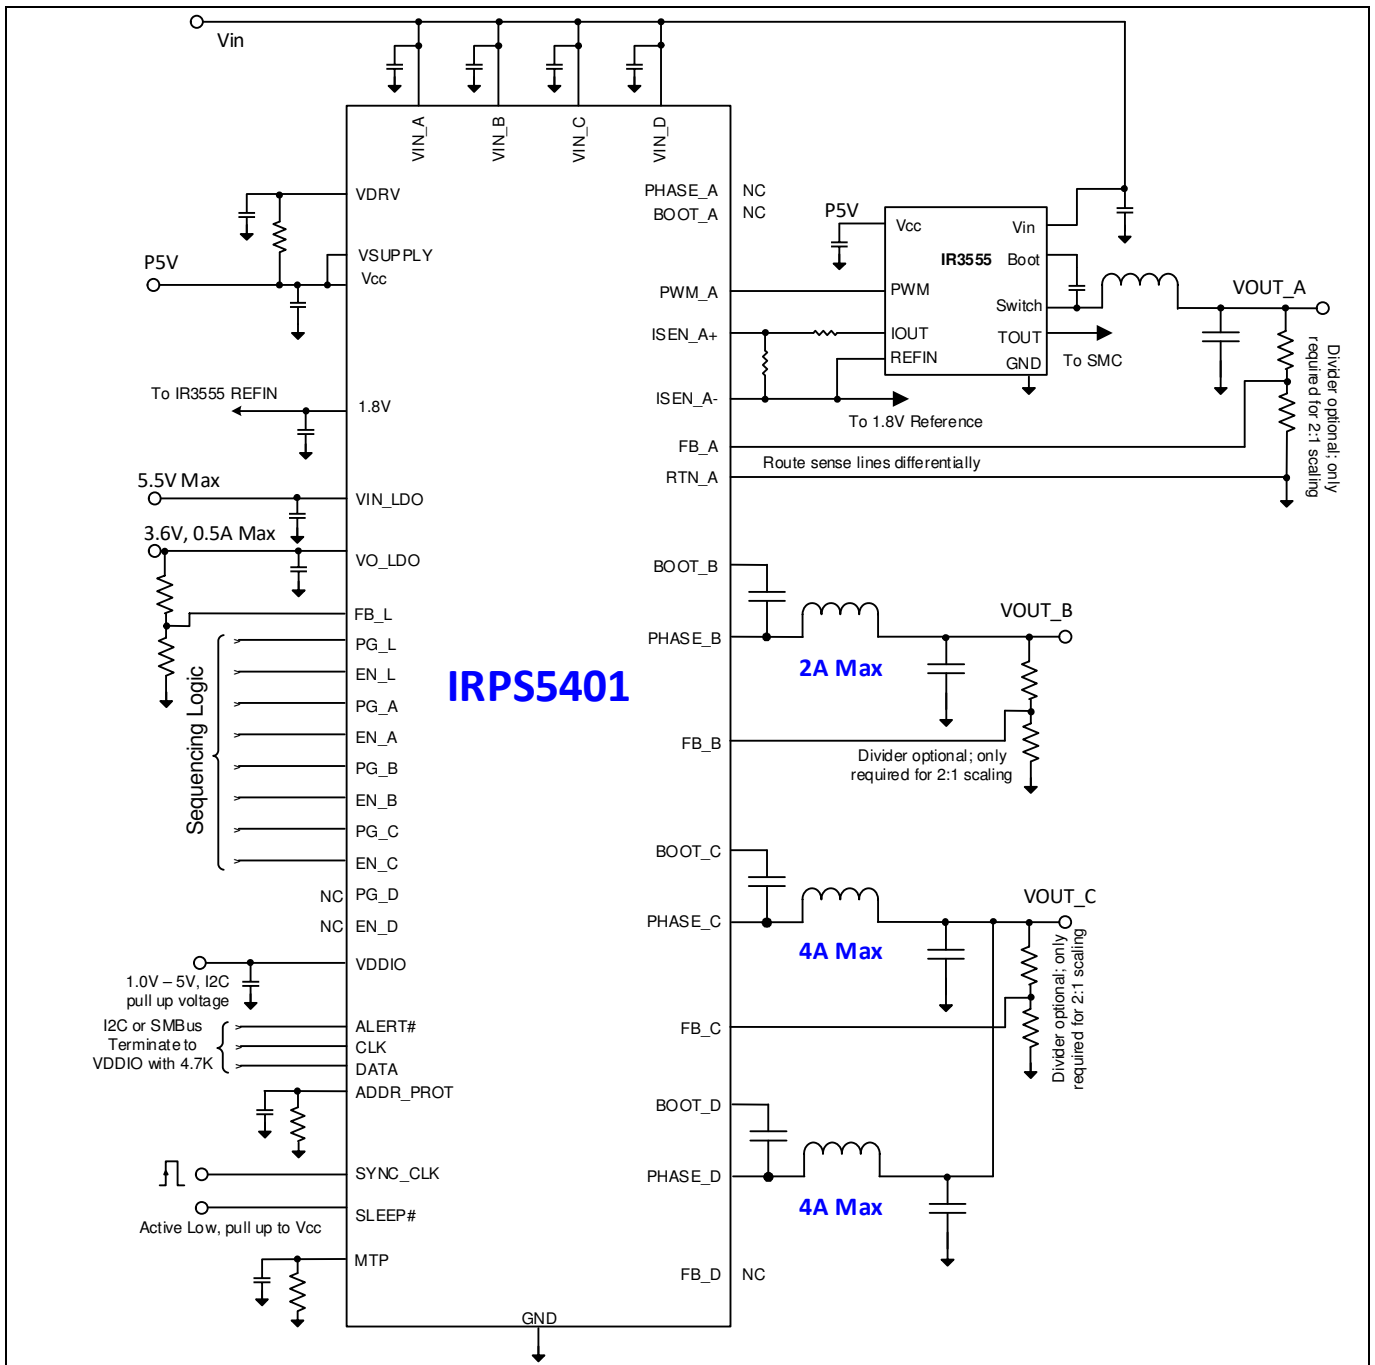 Vin
VIN_A
VIN_B
VIN_C
VIN_D
VDRV
VSUPPLY
P5V
Vcc
To IR3555 REFIN
1.8V
5.5V Max
VIN_LDO
3.6V, 0.5A Max
VO_LDO
FB_L
PG_L
EN_L
PG_A
EN_A
PG_B
EN_B
PG_C
EN_C
Sequencing Logic
NC PG_D
NC EN_D
VDDIO
1.0V – 5V, I2C
pull up voltage
I2C or SMBus
Terminate to
VDDIO with 4.7K
ALERT#
CLK
DATA
ADDR_PROT
SYNC_CLK
SLEEP#
Active Low, pull up to Vcc
MTP
GND
IRPS5401
PHASE_A NC
BOOT_A NC
PWM_A
ISEN_A+
ISEN_A-
FB_A
RTN_A
P5V
Vcc
Vin
IR3555
Boot
PWM
Switch
IOUT
TOUT
REFIN
GND
To SMC
To 1.8V Reference
Route sense lines differentially
VOUT_A
Divider optional; only
required for 2:1 scaling
BOOT_B
PHASE_B
2A Max
VOUT_B
FB_B
Divider optional; only
required for 2:1 scaling
BOOT_C
PHASE_C
4A Max
VOUT_C
FB_C
Divider optional; only
required for 2:1 scaling
BOOT_D
PHASE_D
4A Max
FB_D NC